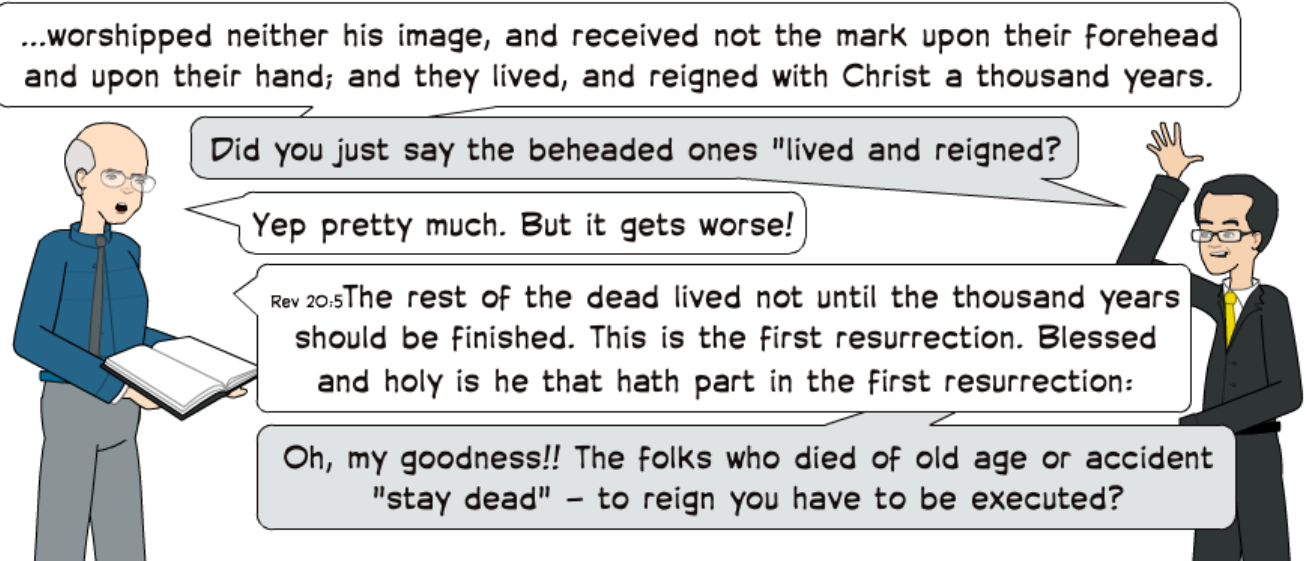 ...worshipped neither his image, and received not the mark upon their forehead
and upon their hand; and they lived, and reigned with Christ a thousand years.
Did you just say the beheaded ones "lived and reigned?
Yep pretty much. But it gets worse!
Rev 20:5The rest of the dead lived not until the thousand years
should be finished. This is the first resurrection. Blessed
and holy is he that hath part in the first resurrection:
Oh, my goodness!! The folks who died of old age or accident
"stay dead" – to reign you have to be executed?